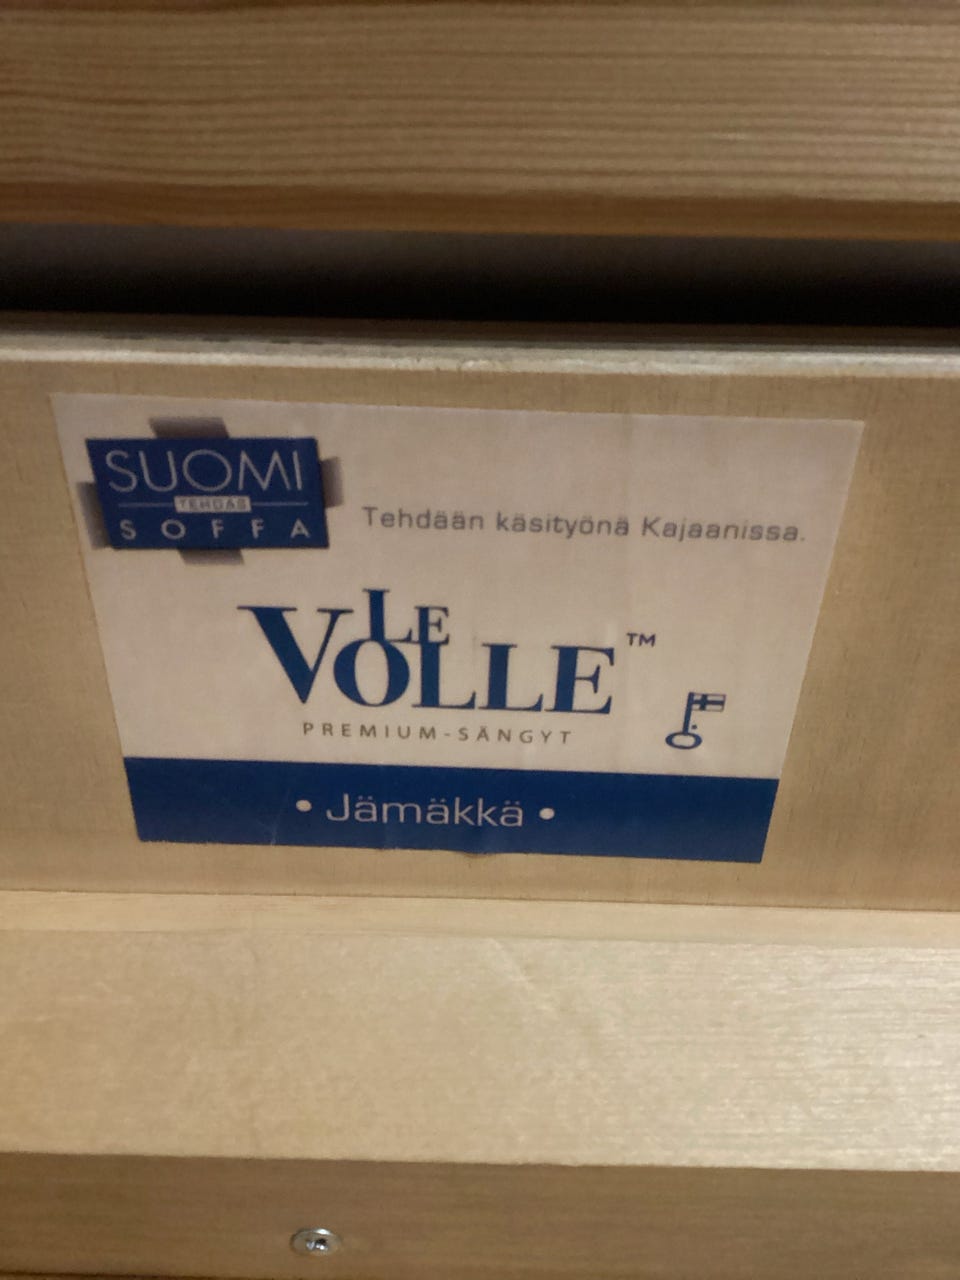 SUOMI
TEHDAS
SOFFA
Tehdään käsityönä Kajaanissa.
LE
VOLLE™
PREMIUM-SÄNGYT
• Jämäkkä •